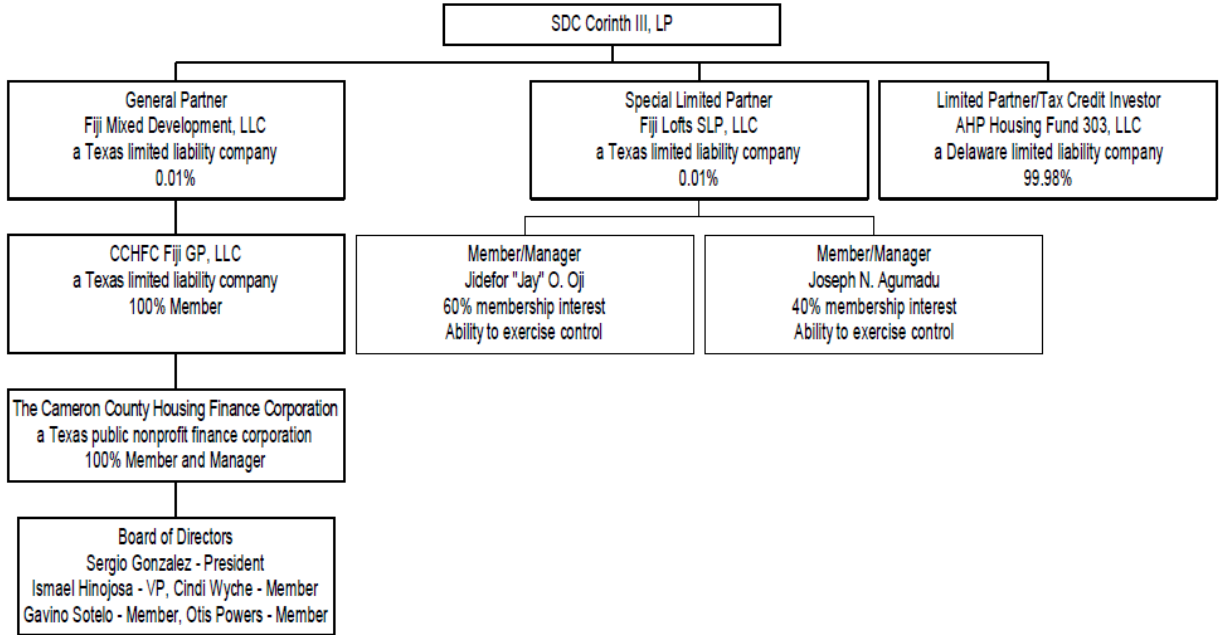 SDC Corinth III, LP
General Partner
Fiji Mixed Development, LLC
a Texas limited liability company
0.01%
Special Limited Partner
Fiji Lofts SLP, LLC
a Texas limited liability company
0.01%
Limited Partner/Tax Credit Investor
AHP Housing Fund 303, LLC
a Delaware limited liability company
99.98%
CCHFC Fiji GP, LLC
a Texas limited liability company
100% Member
Member/Manager
Jidefor "Jay" O. Oji
60% membership interest
Ability to exercise control
Member/Manager
Joseph N. Agumadu
40% membership interest
Ability to exercise control
The Cameron County Housing Finance Corporation
a Texas public nonprofit finance corporation
100% Member and Manager
Board of Directors
Sergio Gonzalez - President
Ismael Hinojosa - VP, Cindi Wyche - Member
Gavino Sotelo - Member, Otis Powers - Member